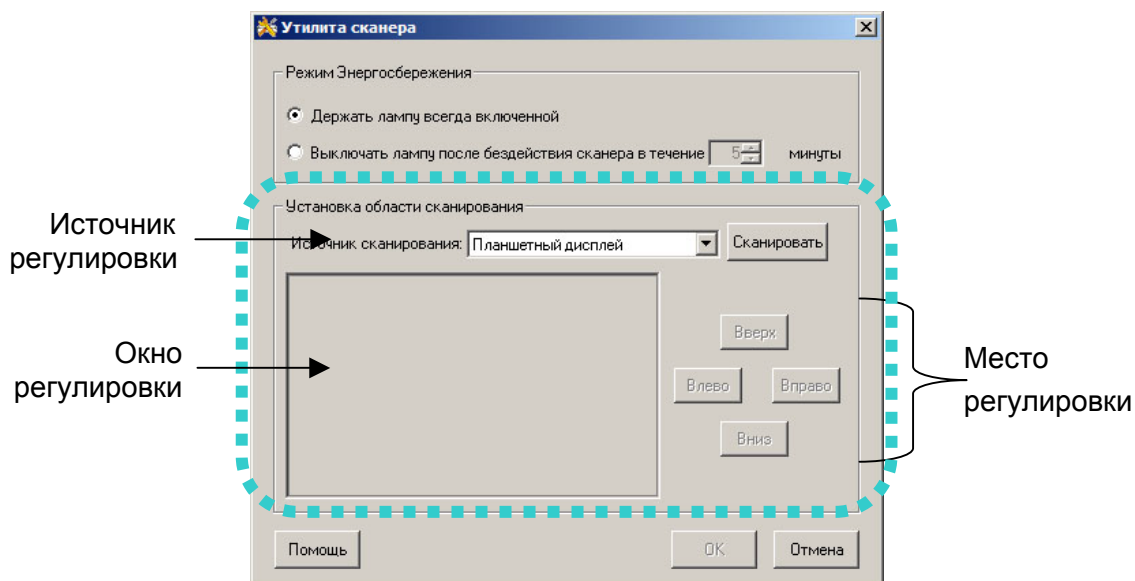 Утилита сканера
Режим Энергосбережения
Держать лампу всегда включенной
Выключать лампу после бездействия сканера в течение 5 минуты
Установка области сканирования
Источник сканирования: Планшетный дисплей Сканировать
Источник
регулировки
Окно
регулировки
Вверх
Влево Вправо
Вниз
Место
регулировки
Помощь OK Отмена